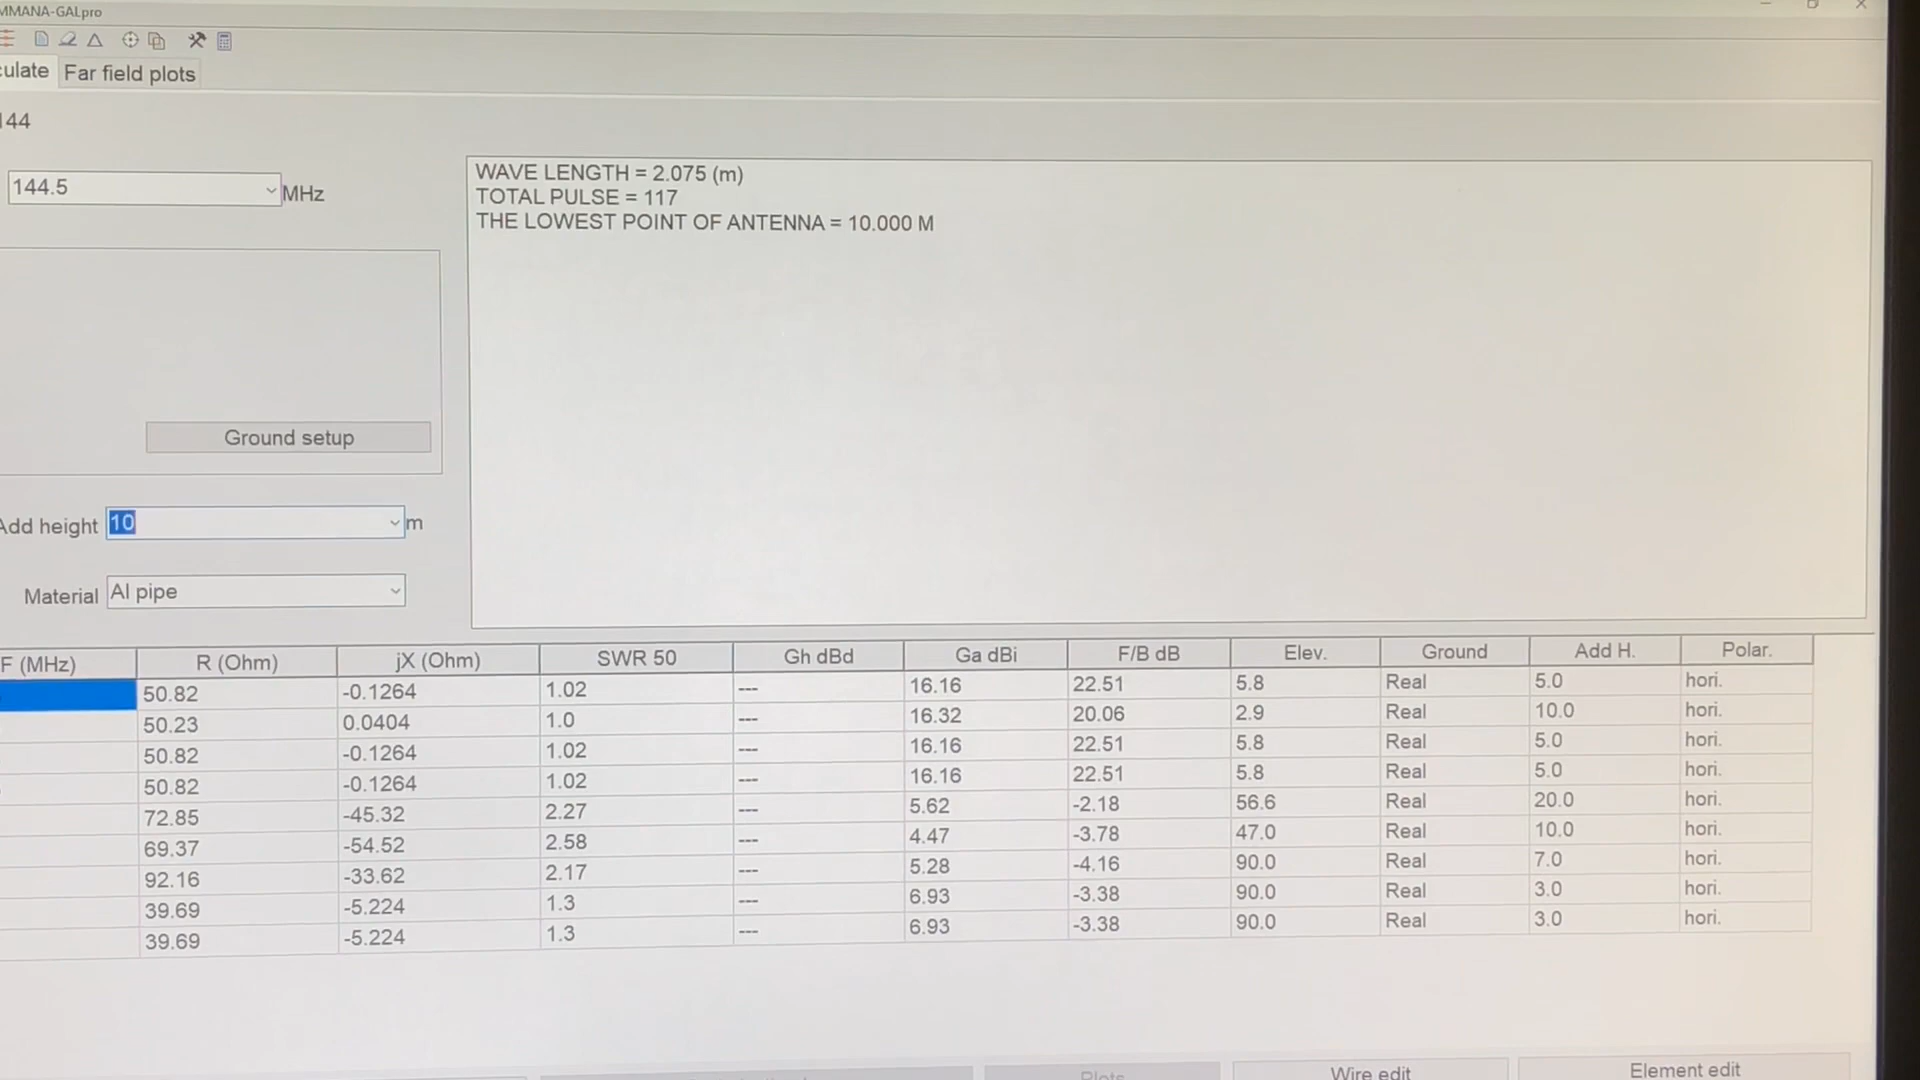 MMANA-GALpro
culate Far field plots
144
144.5 MHz
WAVE LENGTH = 2.075 (m)
TOTAL PULSE = 117
THE LOWEST POINT OF ANTENNA = 10.000 M
Ground setup
Add height 10 m
Material Al pipe
F (MHz) R (Ohm) jX (Ohm) SWR 50 Gh dBd Ga dBi F/B dB Elev. Ground Add H. Polar.
50.82 -0.1264 1.02 --- 16.16 22.51 5.8 Real 5.0 hori.
50.23 0.0404 1.0 --- 16.32 20.06 2.9 Real 10.0 hori.
50.82 -0.1264 1.02 --- 16.16 22.51 5.8 Real 5.0 hori.
50.82 -0.1264 1.02 --- 16.16 22.51 5.8 Real 5.0 hori.
72.85 -45.32 2.27 --- 5.62 -2.18 56.6 Real 20.0 hori.
69.37 -54.52 2.58 --- 4.47 -3.78 47.0 Real 10.0 hori.
92.16 -33.62 2.17 --- 5.28 -4.16 90.0 Real 7.0 hori.
39.69 -5.224 1.3 --- 6.93 -3.38 90.0 Real 3.0 hori.
39.69 -5.224 1.3 --- 6.93 -3.38 90.0 Real 3.0 hori.
Plots Wire edit Element edit